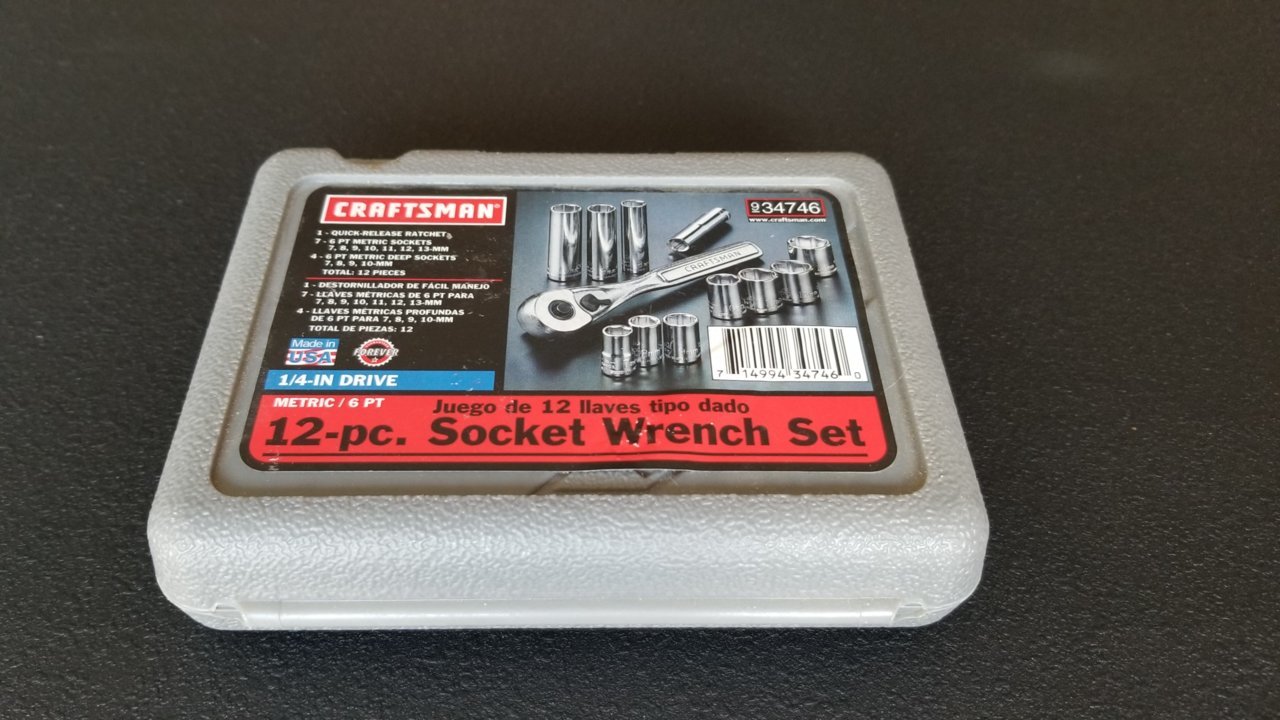 CRAFTSMAN®
1 - QUICK-RELEASE RATCHET
7 - 6 PT METRIC SOCKETS
7, 8, 9, 10, 11, 12, 13-MM
4 - 6 PT METRIC DEEP SOCKETS
7, 8, 9, 10-MM
TOTAL: 12 PIECES
1 - DESTORNILLADOR DE FÁCIL MANEJO
7 - LLAVES MÉTRICAS DE 6 PT PARA
7, 8, 9, 10, 11, 12, 13-MM
4 - LLAVES MÉTRICAS PROFUNDAS
DE 6 PT PARA 7, 8, 9, 10-MM
TOTAL DE PIEZAS: 12
Made in
USA
FOREVER
1/4-IN DRIVE
CRAFTSMAN
9 34746
www.craftsman.com
7 14994 34746 0
METRIC / 6 PT
Juego de 12 llaves tipo dado
12-pc. Socket Wrench Set